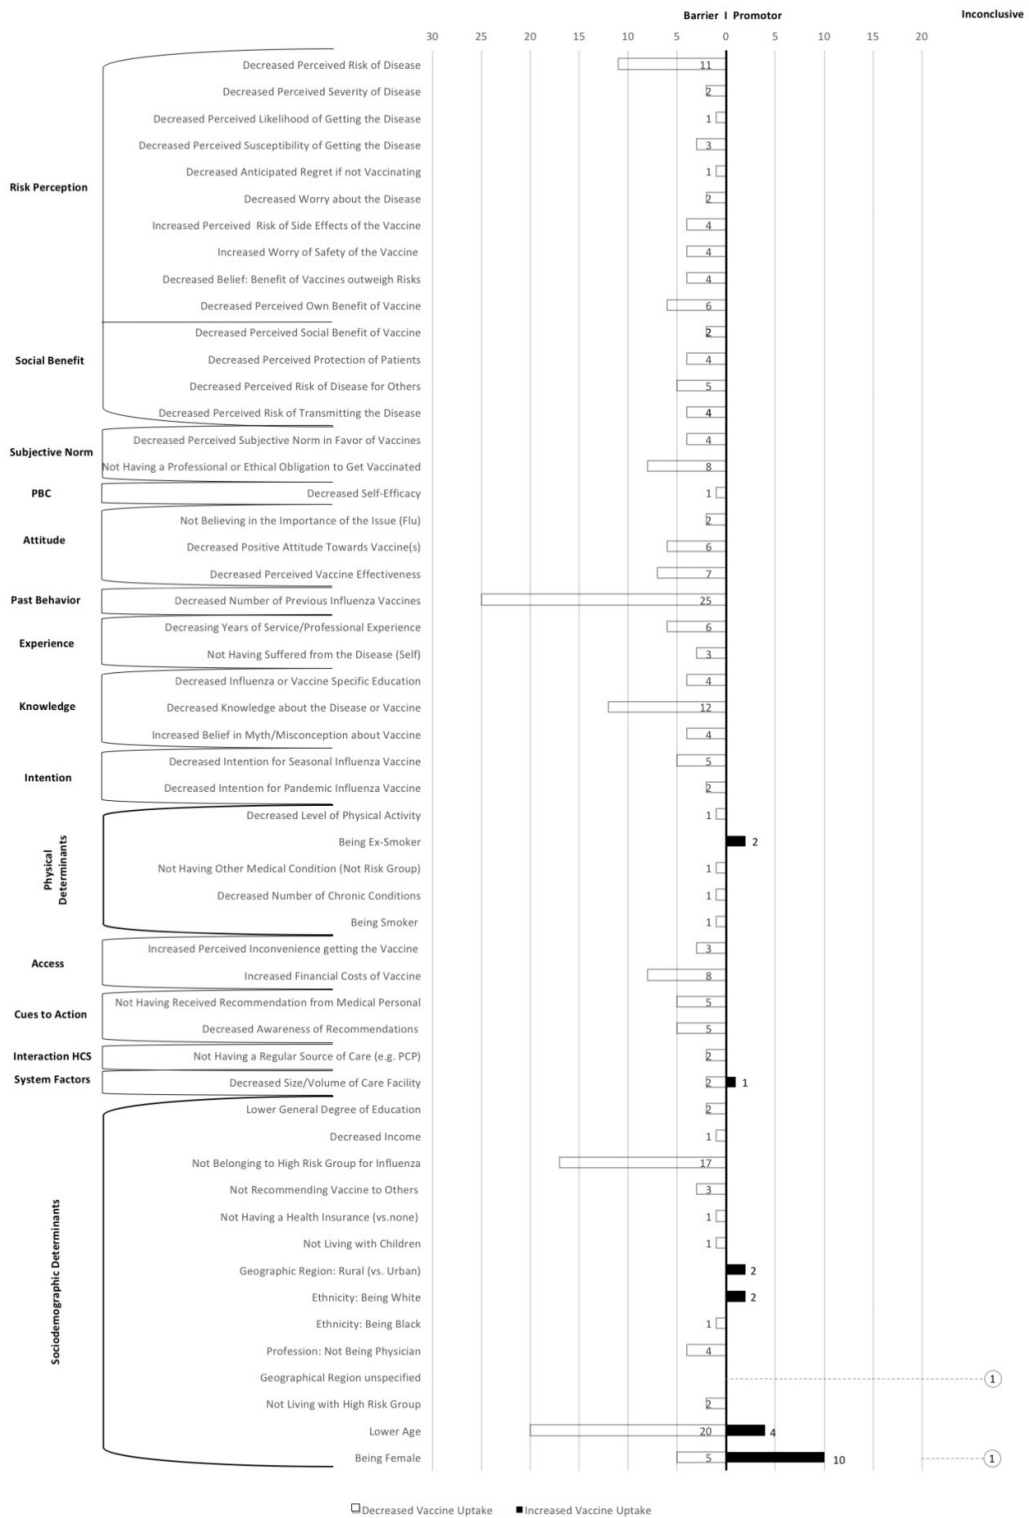 Barrier I Promotor Inconclusive
30 25 20 15 10 5 0 5 10 15 20
Decreased Perceived Risk of Disease 11
Decreased Perceived Severity of Disease 2
Decreased Perceived Likelihood of Getting the Disease 1
Decreased Perceived Susceptibility of Getting the Disease 3
Decreased Anticipated Regret if not Vaccinating 1
Risk Perception
Decreased Worry about the Disease 2
Increased Perceived Risk of Side Effects of the Vaccine 4
Increased Worry of Safety of the Vaccine 4
Decreased Belief: Benefit of Vaccines outweigh Risks 4
Decreased Perceived Own Benefit of Vaccine 6
Decreased Perceived Social Benefit of Vaccine 2
Social Benefit
Decreased Perceived Protection of Patients 4
Decreased Perceived Risk of Disease for Others 5
Decreased Perceived Risk of Transmitting the Disease 4
Decreased Perceived Subjective Norm in Favor of Vaccines 4
Subjective Norm
Not Having a Professional or Ethical Obligation to Get Vaccinated 8
PBC
Decreased Self-Efficacy 1
Not Believing in the Importance of the Issue (Flu) 2
Attitude
Decreased Positive Attitude Towards Vaccine(s) 6
Decreased Perceived Vaccine Effectiveness 7
Past Behavior
Decreased Number of Previous Influenza Vaccines 25
Decreasing Years of Service/Professional Experience 6
Experience
Not Having Suffered from the Disease (Self) 3
Decreased Influenza or Vaccine Specific Education 4
Knowledge
Decreased Knowledge about the Disease or Vaccine 12
Increased Belief in Myth/Misconception about Vaccine 4
Decreased Intention for Seasonal Influenza Vaccine 5
Intention
Decreased Intention for Pandemic Influenza Vaccine 2
Decreased Level of Physical Activity 1
Being Ex-Smoker 2
Physical
Determinants
Not Having Other Medical Condition (Not Risk Group) 1
Decreased Number of Chronic Conditions 1
Being Smoker 1
Increased Perceived Inconvenience getting the Vaccine 3
Access
Increased Financial Costs of Vaccine 8
Not Having Received Recommendation from Medical Personal 5
Cues to Action
Decreased Awareness of Recommendations 5
Interaction HCS
Not Having a Regular Source of Care (e.g. PCP) 2
System Factors
Decreased Size/Volume of Care Facility 2 1
Lower General Degree of Education 2
Decreased Income 1
Not Belonging to High Risk Group for Influenza 17
Not Recommending Vaccine to Others 3
Not Having a Health Insurance (vs.none) 1
Not Living with Children 1
Geographic Region: Rural (vs. Urban) 2
Sociodemographic Determinants
Ethnicity: Being White 2
Ethnicity: Being Black 1
Profession: Not Being Physician 4
Geographical Region unspecified 1
Not Living with High Risk Group 2
Lower Age 20 4
Being Female 5 10 1
Decreased Vaccine Uptake Increased Vaccine Uptake